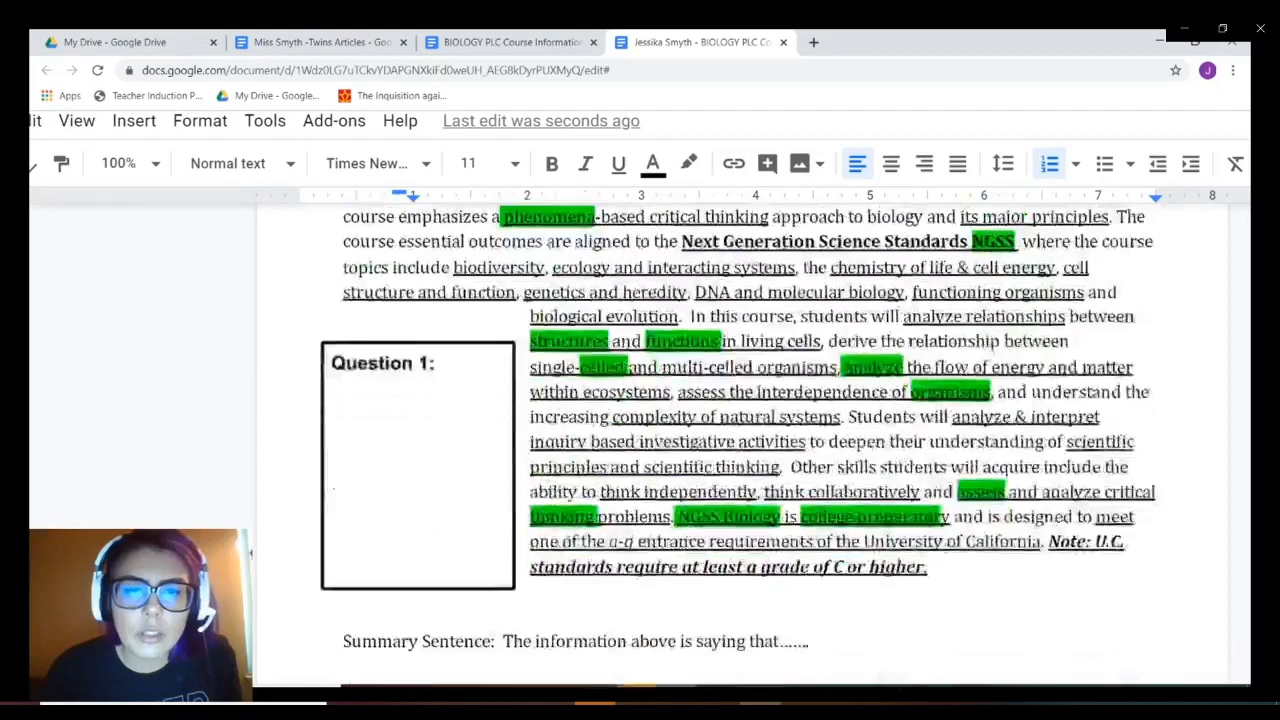 My Drive - Google Drive
Miss Smyth -Twins Articles - Goo
BIOLOGY PLC Course Information
Jessika Smyth - BIOLOGY PLC Co
docs.google.com/document/d/1Wdz0LG7uTCkvYDAPGNXkiFd0weUH_AEG8kDyrPUXMyQ/edit#
J
Apps
Teacher Induction P...
My Drive - Google...
The Inquisition agai...
dit View Insert Format Tools Add-ons Help Last edit was seconds ago
100% Normal text Times New... 11 B I U A
1 2 3 4 5 6 7 8
course emphasizes a phenomena-based critical thinking approach to biology and its major principles. The
course essential outcomes are aligned to the Next Generation Science Standards NGSS where the course
topics include biodiversity, ecology and interacting systems, the chemistry of life & cell energy, cell
structure and function, genetics and heredity, DNA and molecular biology, functioning organisms and
biological evolution. In this course, students will analyze relationships between
structures and functions in living cells, derive the relationship between
single-celled and multi-celled organisms, analyze the flow of energy and matter
within ecosystems, assess the interdependence of organisms, and understand the
increasing complexity of natural systems. Students will analyze & interpret
inquiry based investigative activities to deepen their understanding of scientific
principles and scientific thinking. Other skills students will acquire include the
ability to think independently, think collaboratively and assess and analyze critical
thinking problems. NGSS Biology is college preparatory and is designed to meet
one of the a-g entrance requirements of the University of California. Note: U.C.
standards require at least a grade of C or higher.
Question 1:
Summary Sentence: The information above is saying that......